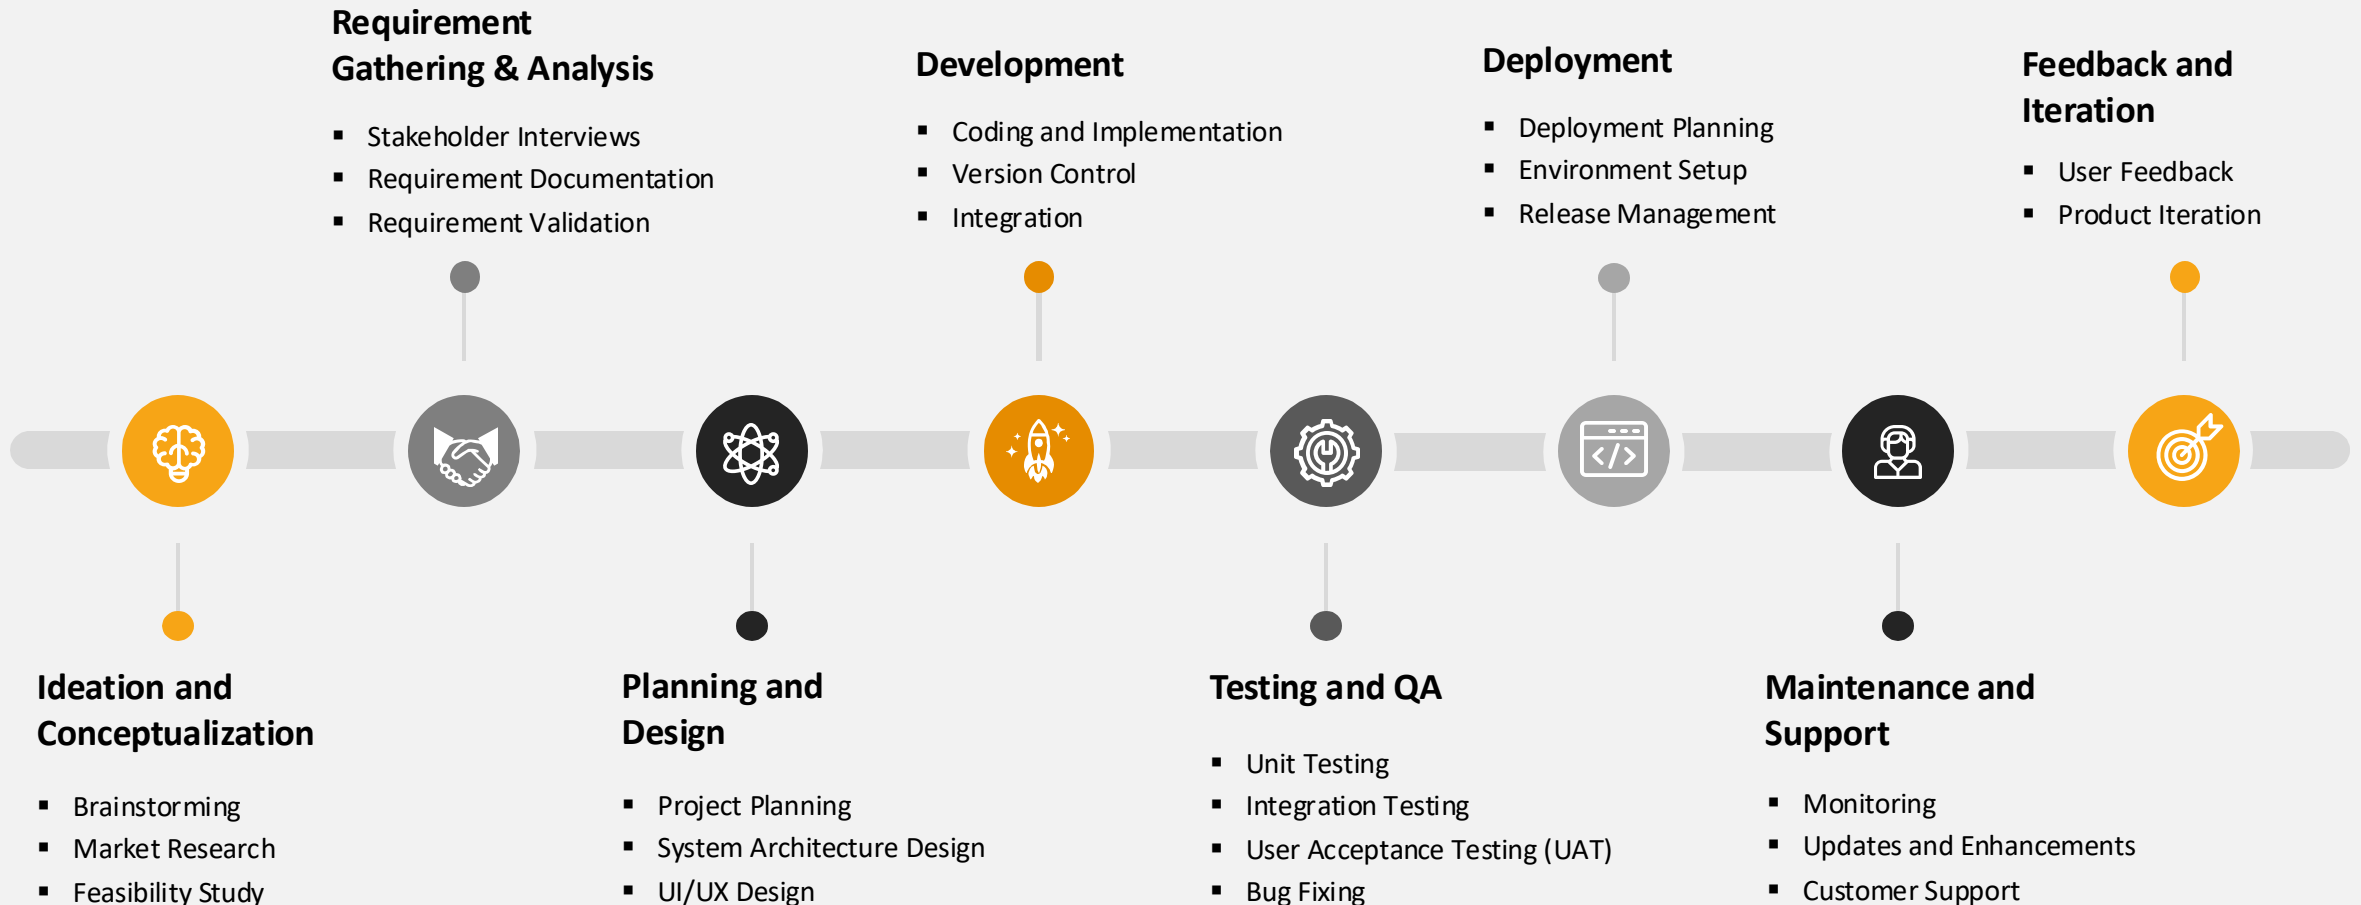 Requirement
Gathering & Analysis
▪ Stakeholder Interviews
▪ Requirement Documentation
▪ Requirement Validation
Development
▪ Coding and Implementation
▪ Version Control
▪ Integration
Deployment
▪ Deployment Planning
▪ Environment Setup
▪ Release Management
Feedback and
Iteration
▪ User Feedback
▪ Product Iteration
</>
Ideation and
Conceptualization
▪ Brainstorming
▪ Market Research
▪ Feasibility Study
Planning and
Design
▪ Project Planning
▪ System Architecture Design
▪ UI/UX Design
Testing and QA
▪ Unit Testing
▪ Integration Testing
▪ User Acceptance Testing (UAT)
▪ Bug Fixing
Maintenance and
Support
▪ Monitoring
▪ Updates and Enhancements
▪ Customer Support